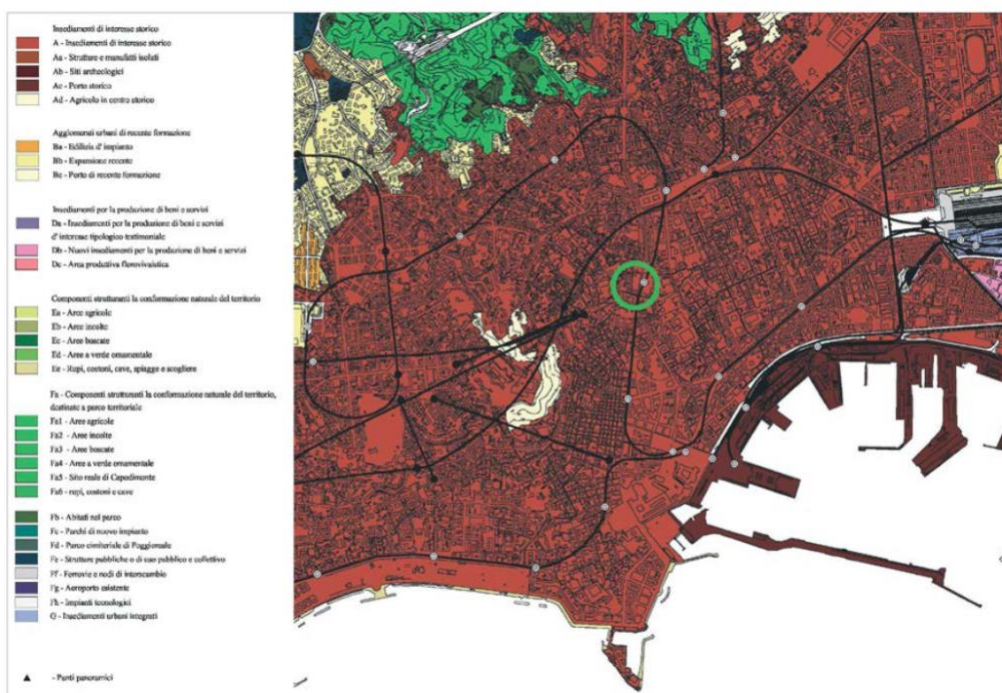 Insediamenti di interesse storico
A - Insediamenti di interesse storico
Aa - Strutture e manufatti isolati
Ab - Siti archeologici
Ac - Porto storico
Ad - Agricolo in centro storico
Agglomerati urbani di recente formazione
Ba - Edilizia d' impianto
Bb - Espansione recente
Bc - Porto di recente formazione
Insediamenti per la produzione di beni e servizi
Da - Insediamenti per la produzione di beni e servizi
d' interesse tipologico testimoniale
Db - Nuovi insediamenti per la produzione di beni e servizi
Dc - Area produttiva florovivaistica
Componenti strutturanti la conformazione naturale del territorio
Ea - Aree agricole
Eb - Aree incolte
Ec - Aree boscate
Ed - Aree a verde ornamentale
Ee - Rupi, costoni, cave, spiagge e scogliere
Fa - Componenti strutturanti la conformazione naturale del territorio,
destinate a parco territoriale
Fa1 - Aree agricole
Fa2 - Aree incolte
Fa3 - Aree boscate
Fa4 - Aree a verde ornamentale
Fa5 - Sito reale di Capodimonte
Fa6 - rupi, costoni e cave
Fb - Abitati nel parco
Fc - Parchi di nuovo impianto
Fd - Parco cimiteriale di Poggioreale
Fe - Strutture pubbliche o di uso pubblico e collettivo
Ff - Ferrovie e nodi di interscambio
Fg - Aeroporto esistente
Fh - Impianti tecnologici
G - Insediamenti urbani integrati
- Punti panoramici